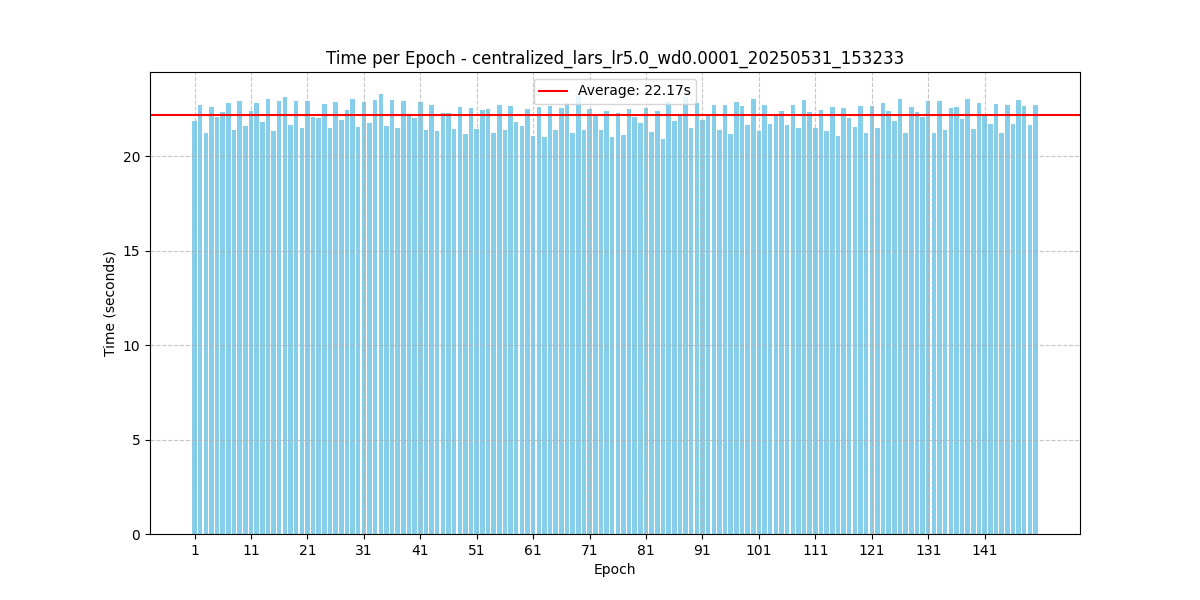 Time per Epoch - centralized_lars_lr5.0_wd0.0001_20250531_153233
Average: 22.17s
20
15
10
5
0
Time (seconds)
1 11 21 31 41 51 61 71 81 91 101 111 121 131 141
Epoch